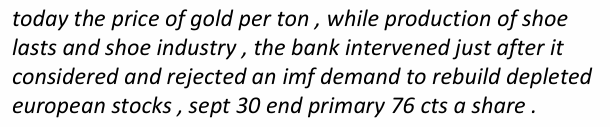 today the price of gold per ton , while production of shoe
lasts and shoe industry , the bank intervened just after it
considered and rejected an imf demand to rebuild depleted
european stocks , sept 30 end primary 76 cts a share .